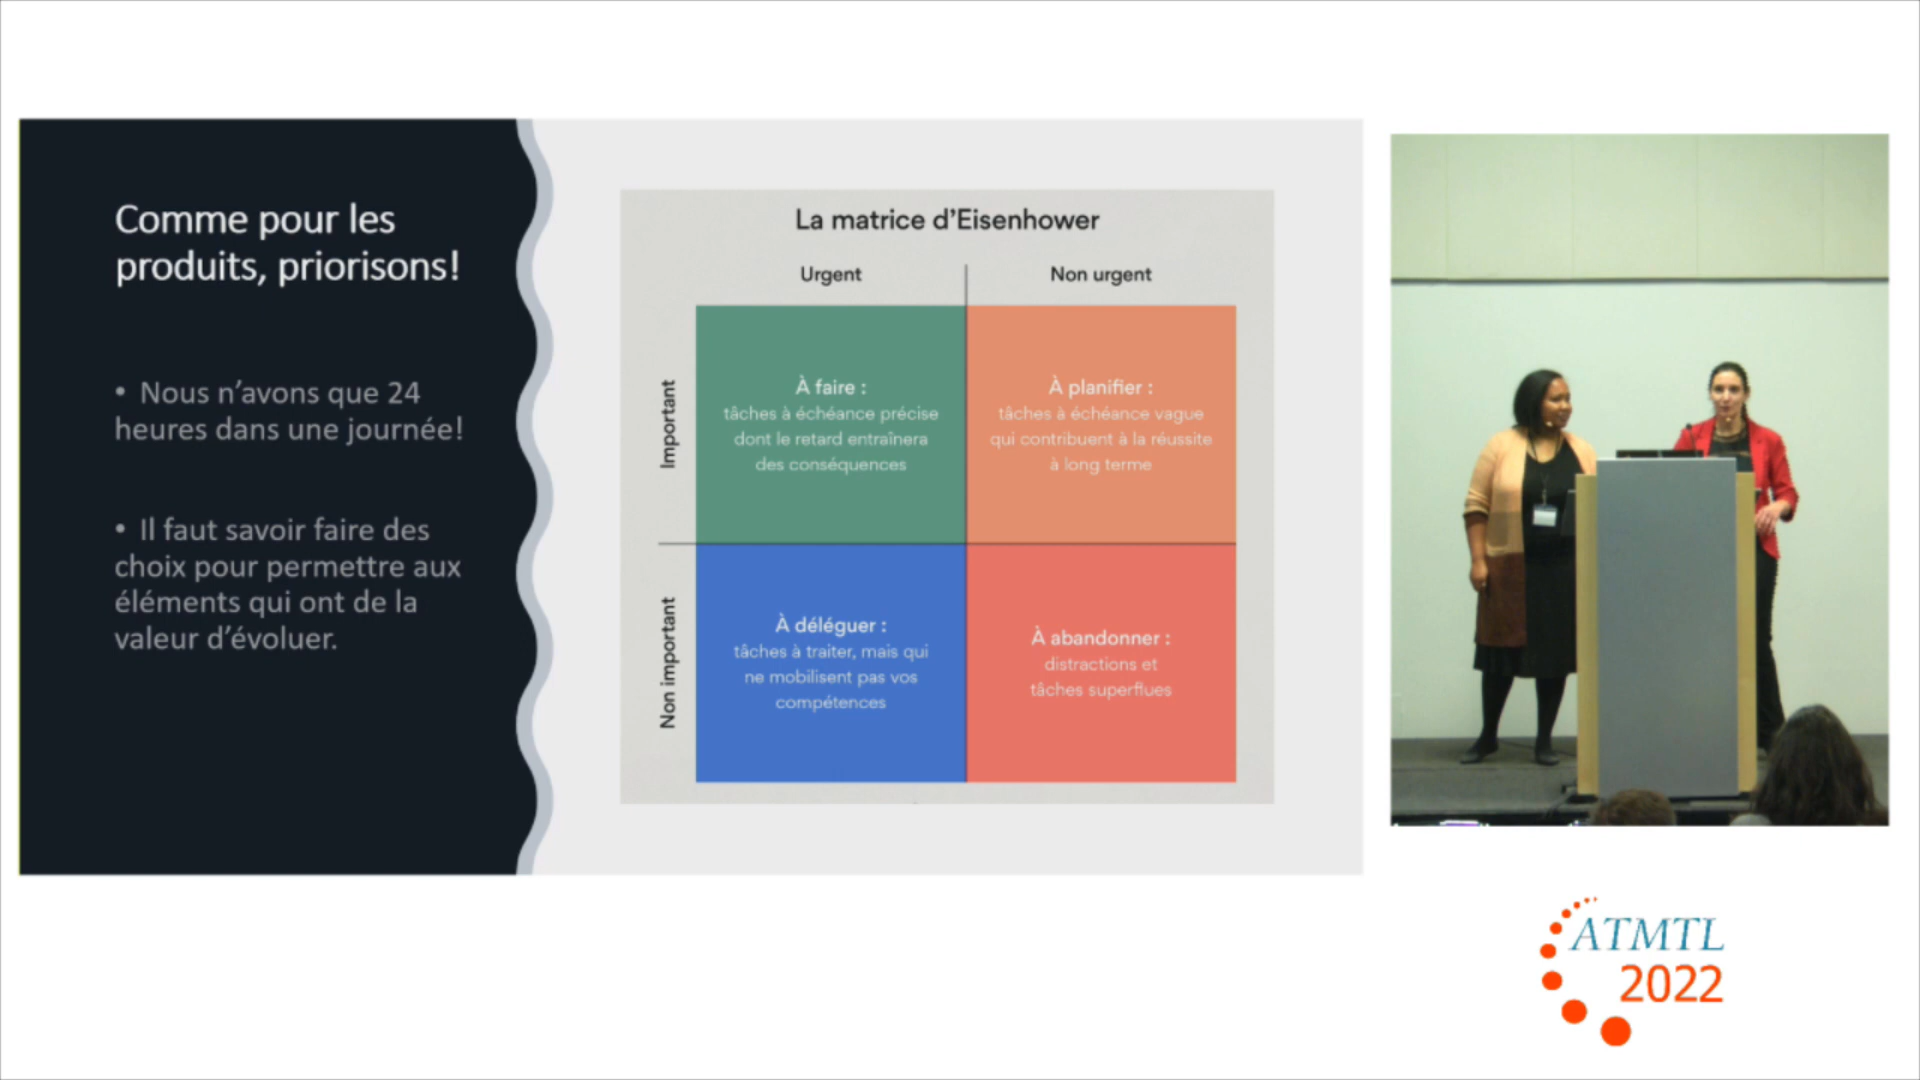 Comme pour les
produits, priorisons!
• Nous n’avons que 24
heures dans une journée!
• Il faut savoir faire des
choix pour permettre aux
éléments qui ont de la
valeur d’évoluer.
La matrice d’Eisenhower
Urgent
Non urgent
Important
À faire :
tâches à échéance précise
dont le retard entraînera
des conséquences
À planifier :
tâches à échéance vague
qui contribuent à la réussite
à long terme
Non important
À déléguer :
tâches à traiter, mais qui
ne mobilisent pas vos
compétences
À abandonner :
distractions et
tâches superflues
ATMTL
2022